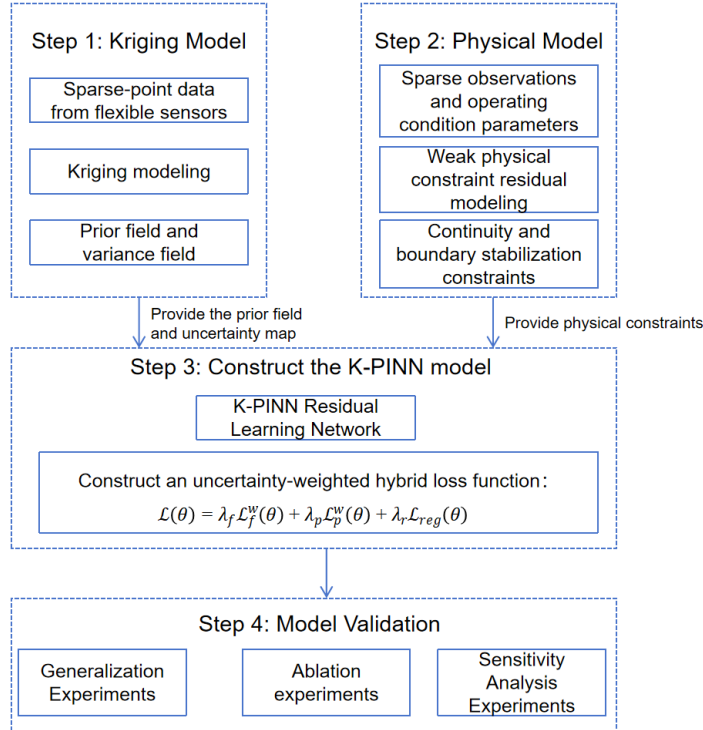 Step 1: Kriging Model
Sparse-point data
from flexible sensors
Kriging modeling
Prior field and
variance field
Step 2: Physical Model
Sparse observations
and operating
condition parameters
Weak physical
constraint residual
modeling
Continuity and
boundary stabilization
constraints
Provide the prior field
and uncertainty map
Provide physical constraints
Step 3: Construct the K-PINN model
K-PINN Residual
Learning Network
Construct an uncertainty-weighted hybrid loss function:
ℒ(θ) = λ_f ℒ_f^w(θ) + λ_p ℒ_p^w(θ) + λ_r ℒ_reg(θ)
Step 4: Model Validation
Generalization
Experiments
Ablation
experiments
Sensitivity
Analysis
Experiments